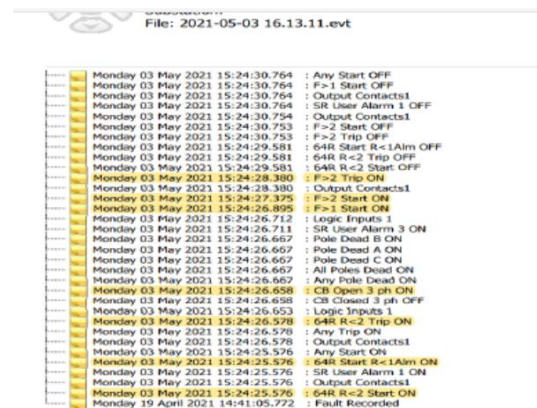 File: 2021-05-03 16.13.11.evt
Monday 03 May 2021 15:24:30.764 : Any Start OFF
Monday 03 May 2021 15:24:30.764 : F>1 Start OFF
Monday 03 May 2021 15:24:30.764 : Output Contacts1
Monday 03 May 2021 15:24:30.764 : SR User Alarm 1 OFF
Monday 03 May 2021 15:24:30.754 : Output Contacts1
Monday 03 May 2021 15:24:30.753 : F>2 Start OFF
Monday 03 May 2021 15:24:30.753 : F>2 Trip OFF
Monday 03 May 2021 15:24:29.581 : 64R Start R<1Alm OFF
Monday 03 May 2021 15:24:29.581 : 64R R<2 Trip OFF
Monday 03 May 2021 15:24:29.581 : 64R R<2 Start OFF
Monday 03 May 2021 15:24:28.380 : F>2 Trip ON
Monday 03 May 2021 15:24:28.380 : Output Contacts1
Monday 03 May 2021 15:24:27.375 : F>2 Start ON
Monday 03 May 2021 15:24:26.895 : F>1 Start ON
Monday 03 May 2021 15:24:26.712 : Logic Inputs 1
Monday 03 May 2021 15:24:26.711 : SR User Alarm 3 ON
Monday 03 May 2021 15:24:26.667 : Pole Dead B ON
Monday 03 May 2021 15:24:26.667 : Pole Dead A ON
Monday 03 May 2021 15:24:26.667 : Pole Dead C ON
Monday 03 May 2021 15:24:26.667 : All Poles Dead ON
Monday 03 May 2021 15:24:26.667 : Any Pole Dead ON
Monday 03 May 2021 15:24:26.658 : CB Open 3 ph ON
Monday 03 May 2021 15:24:26.658 : CB Closed 3 ph OFF
Monday 03 May 2021 15:24:26.653 : Logic Inputs 1
Monday 03 May 2021 15:24:26.578 : 64R R<2 Trip ON
Monday 03 May 2021 15:24:26.578 : Any Trip ON
Monday 03 May 2021 15:24:26.578 : Output Contacts1
Monday 03 May 2021 15:24:25.576 : Any Start ON
Monday 03 May 2021 15:24:25.576 : 64R Start R<1Alm ON
Monday 03 May 2021 15:24:25.576 : SR User Alarm 1 ON
Monday 03 May 2021 15:24:25.576 : Output Contacts1
Monday 03 May 2021 15:24:25.576 : 64R R<2 Start ON
Monday 19 April 2021 14:41:05.772 : Fault Recorded